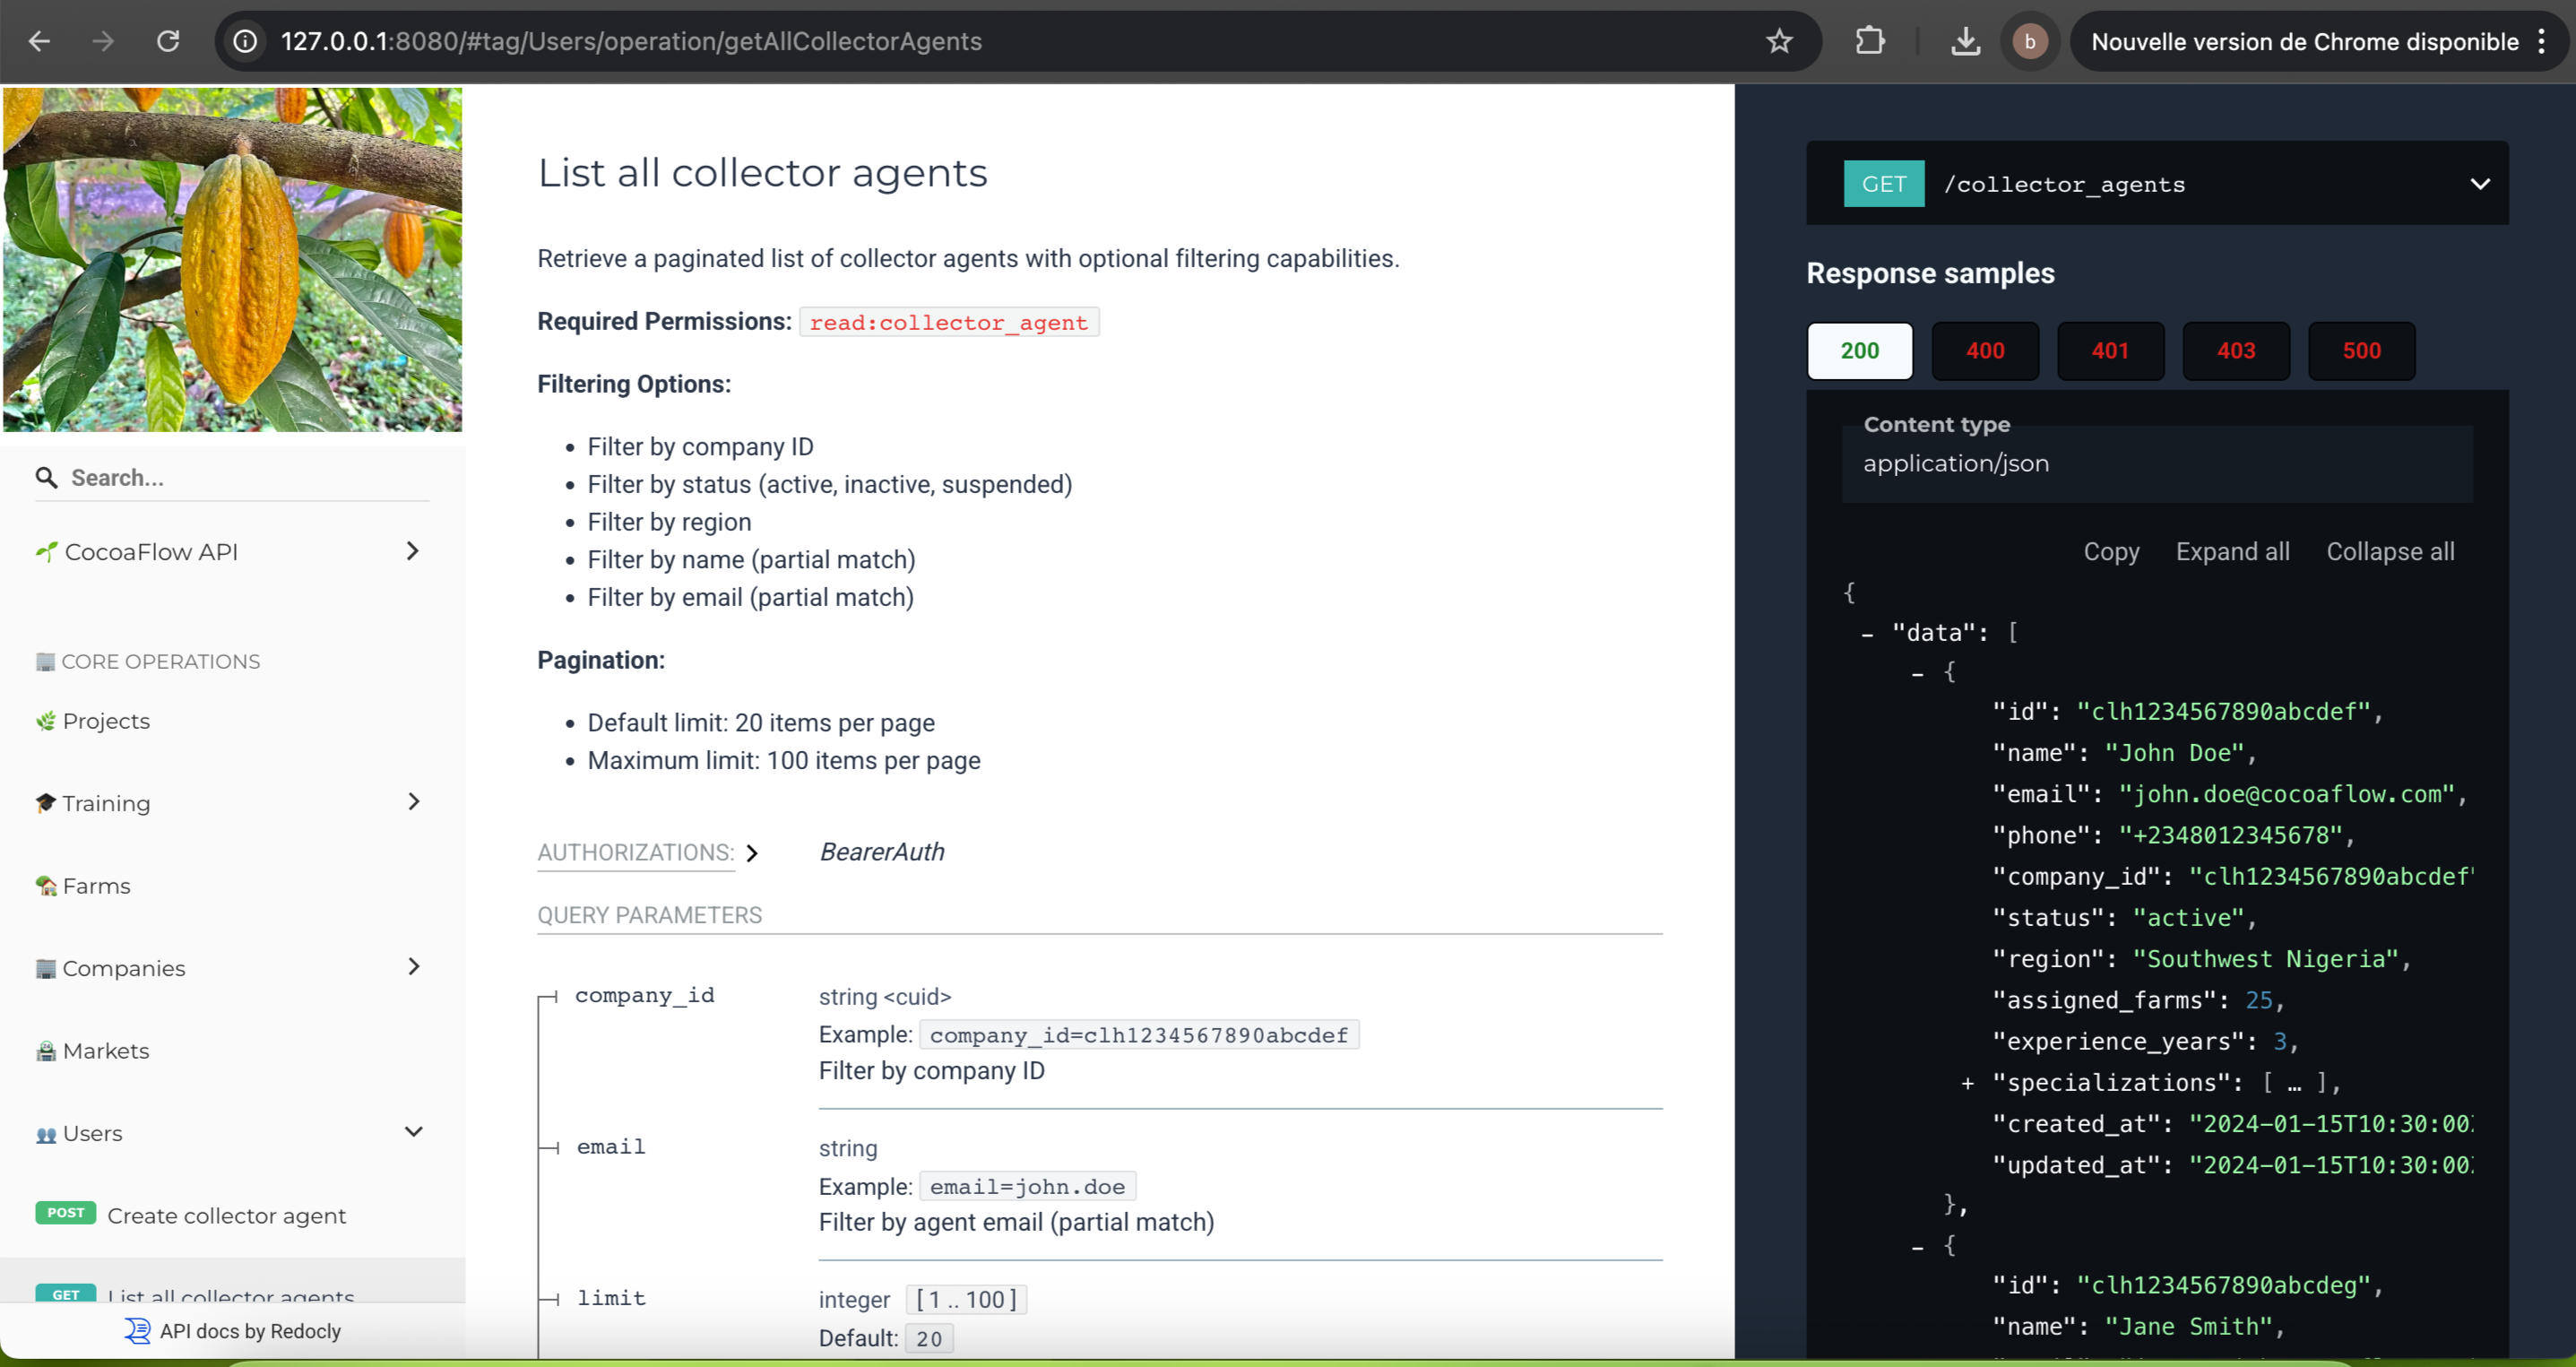 127.0.0.1:8080/#tag/Users/operation/getAllCollectorAgents
b
Nouvelle version de Chrome disponible
Search...
CocoaFlow API
CORE OPERATIONS
Projects
Training
Farms
Companies
Markets
Users
POST Create collector agent
GET List all collector agents
API docs by Redocly
List all collector agents
Retrieve a paginated list of collector agents with optional filtering capabilities.
Required Permissions: read:collector_agent
Filtering Options:
• Filter by company ID
• Filter by status (active, inactive, suspended)
• Filter by region
• Filter by name (partial match)
• Filter by email (partial match)
Pagination:
• Default limit: 20 items per page
• Maximum limit: 100 items per page
AUTHORIZATIONS: BearerAuth
QUERY PARAMETERS
company_id string <cuid>
Example: company_id=clh1234567890abcdef
Filter by company ID
email string
Example: email=john.doe
Filter by agent email (partial match)
limit integer [ 1 .. 100 ]
Default: 20
GET /collector_agents
Response samples
200 400 401 403 500
Content type
application/json
Copy Expand all Collapse all
{
- "data": [
- {
"id": "clh1234567890abcdef",
"name": "John Doe",
"email": "john.doe@cocoaflow.com",
"phone": "+2348012345678",
"company_id": "clh1234567890abcdef"
"status": "active",
"region": "Southwest Nigeria",
"assigned_farms": 25,
"experience_years": 3,
+ "specializations": [ … ],
"created_at": "2024-01-15T10:30:00
"updated_at": "2024-01-15T10:30:00
},
- {
"id": "clh1234567890abcdeg",
"name": "Jane Smith",